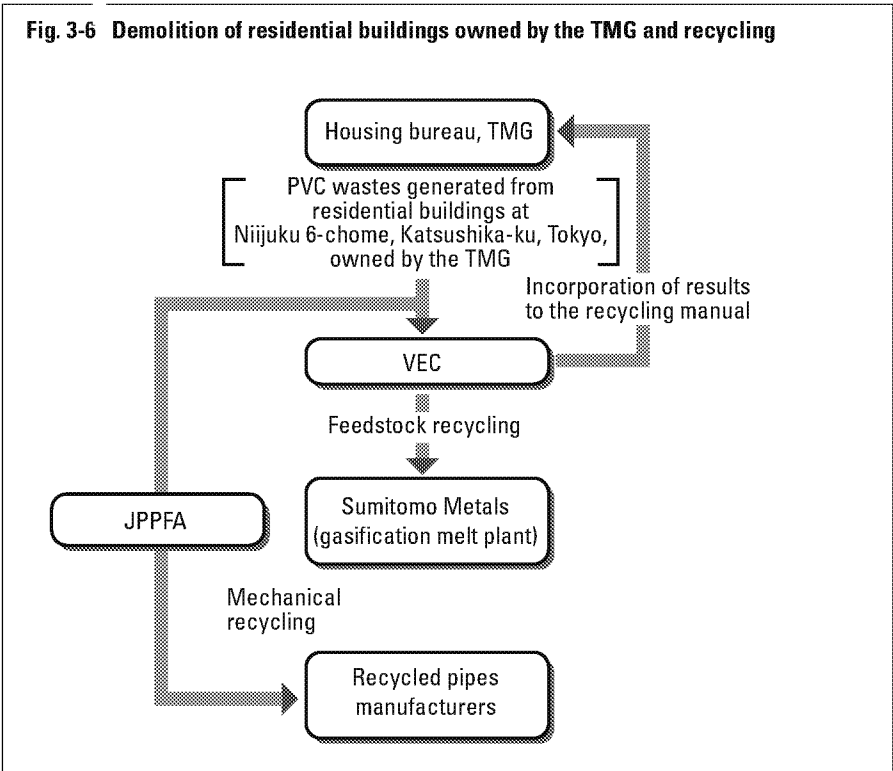 Fig. 3-6 Demolition of residential buildings owned by the TMG and recycling
Housing bureau, TMG
PVC wastes generated from
residential buildings at
Niijuku 6-chome, Katsushika-ku, Tokyo,
owned by the TMG
Incorporation of results
to the recycling manual
VEC
Feedstock recycling
Sumitomo Metals
(gasification melt plant)
JPPFA
Mechanical
recycling
Recycled pipes
manufacturers